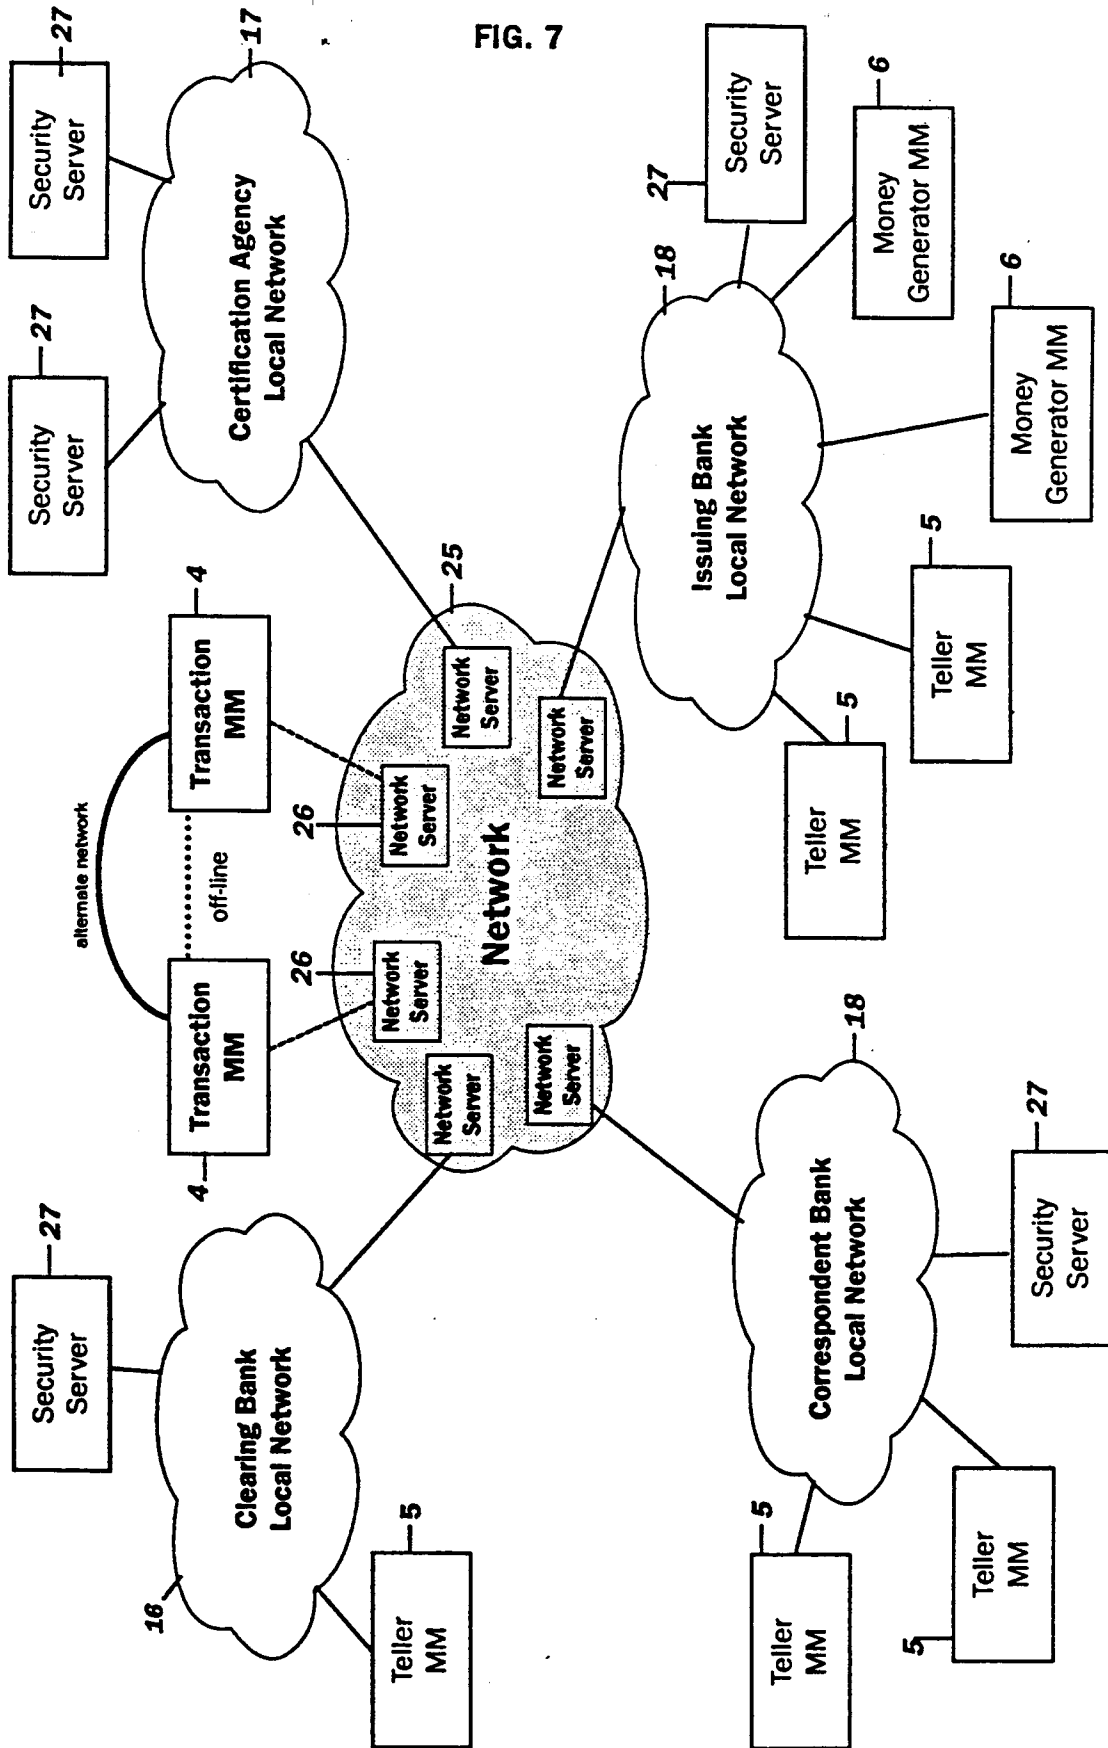 FIG. 7
Security
Server
27
Clearing Bank
Local Network
16
Teller
MM
5
alternate network
Transaction
MM
4
off-line
Transaction
MM
4
Security
Server
27
Security
Server
27
Certification Agency
Local Network
17
Network
25
Network
Server
26
Network
Server
26
Network
Server
Network
Server
Network
Server
Network
Server
Correspondent Bank
Local Network
18
Teller
MM
5
Teller
MM
5
Security
Server
27
Issuing Bank
Local Network
18
Teller
MM
5
Teller
MM
5
Money
Generator MM
6
Money
Generator MM
6
Security
Server
27